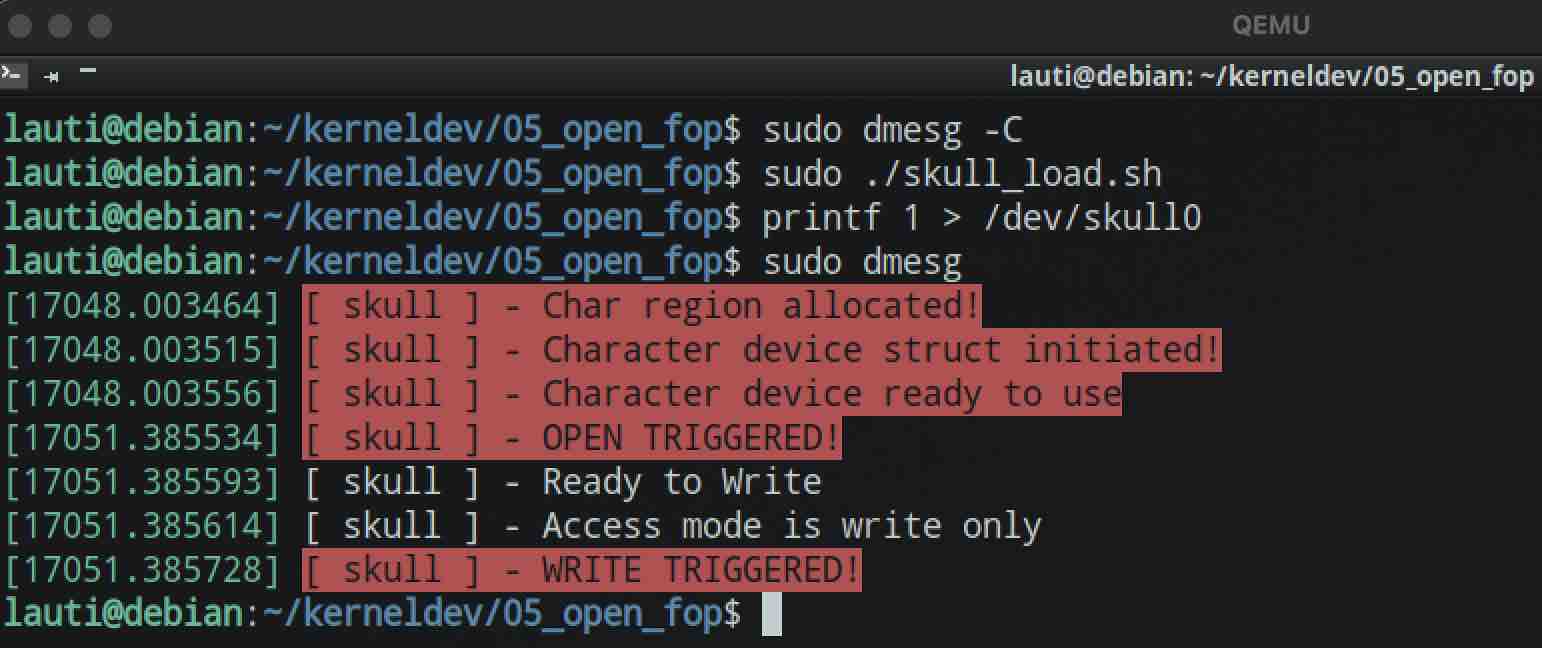 QEMU
lauti@debian: ~/kerneldev/05_open_fop
lauti@debian:~/kerneldev/05_open_fop$ sudo dmesg -C
lauti@debian:~/kerneldev/05_open_fop$ sudo ./skull_load.sh
lauti@debian:~/kerneldev/05_open_fop$ printf 1 > /dev/skull0
lauti@debian:~/kerneldev/05_open_fop$ sudo dmesg
[17048.003464] [ skull ] - Char region allocated!
[17048.003515] [ skull ] - Character device struct initiated!
[17048.003556] [ skull ] - Character device ready to use
[17051.385534] [ skull ] - OPEN TRIGGERED!
[17051.385593] [ skull ] - Ready to Write
[17051.385614] [ skull ] - Access mode is write only
[17051.385728] [ skull ] - WRITE TRIGGERED!
lauti@debian:~/kerneldev/05_open_fop$